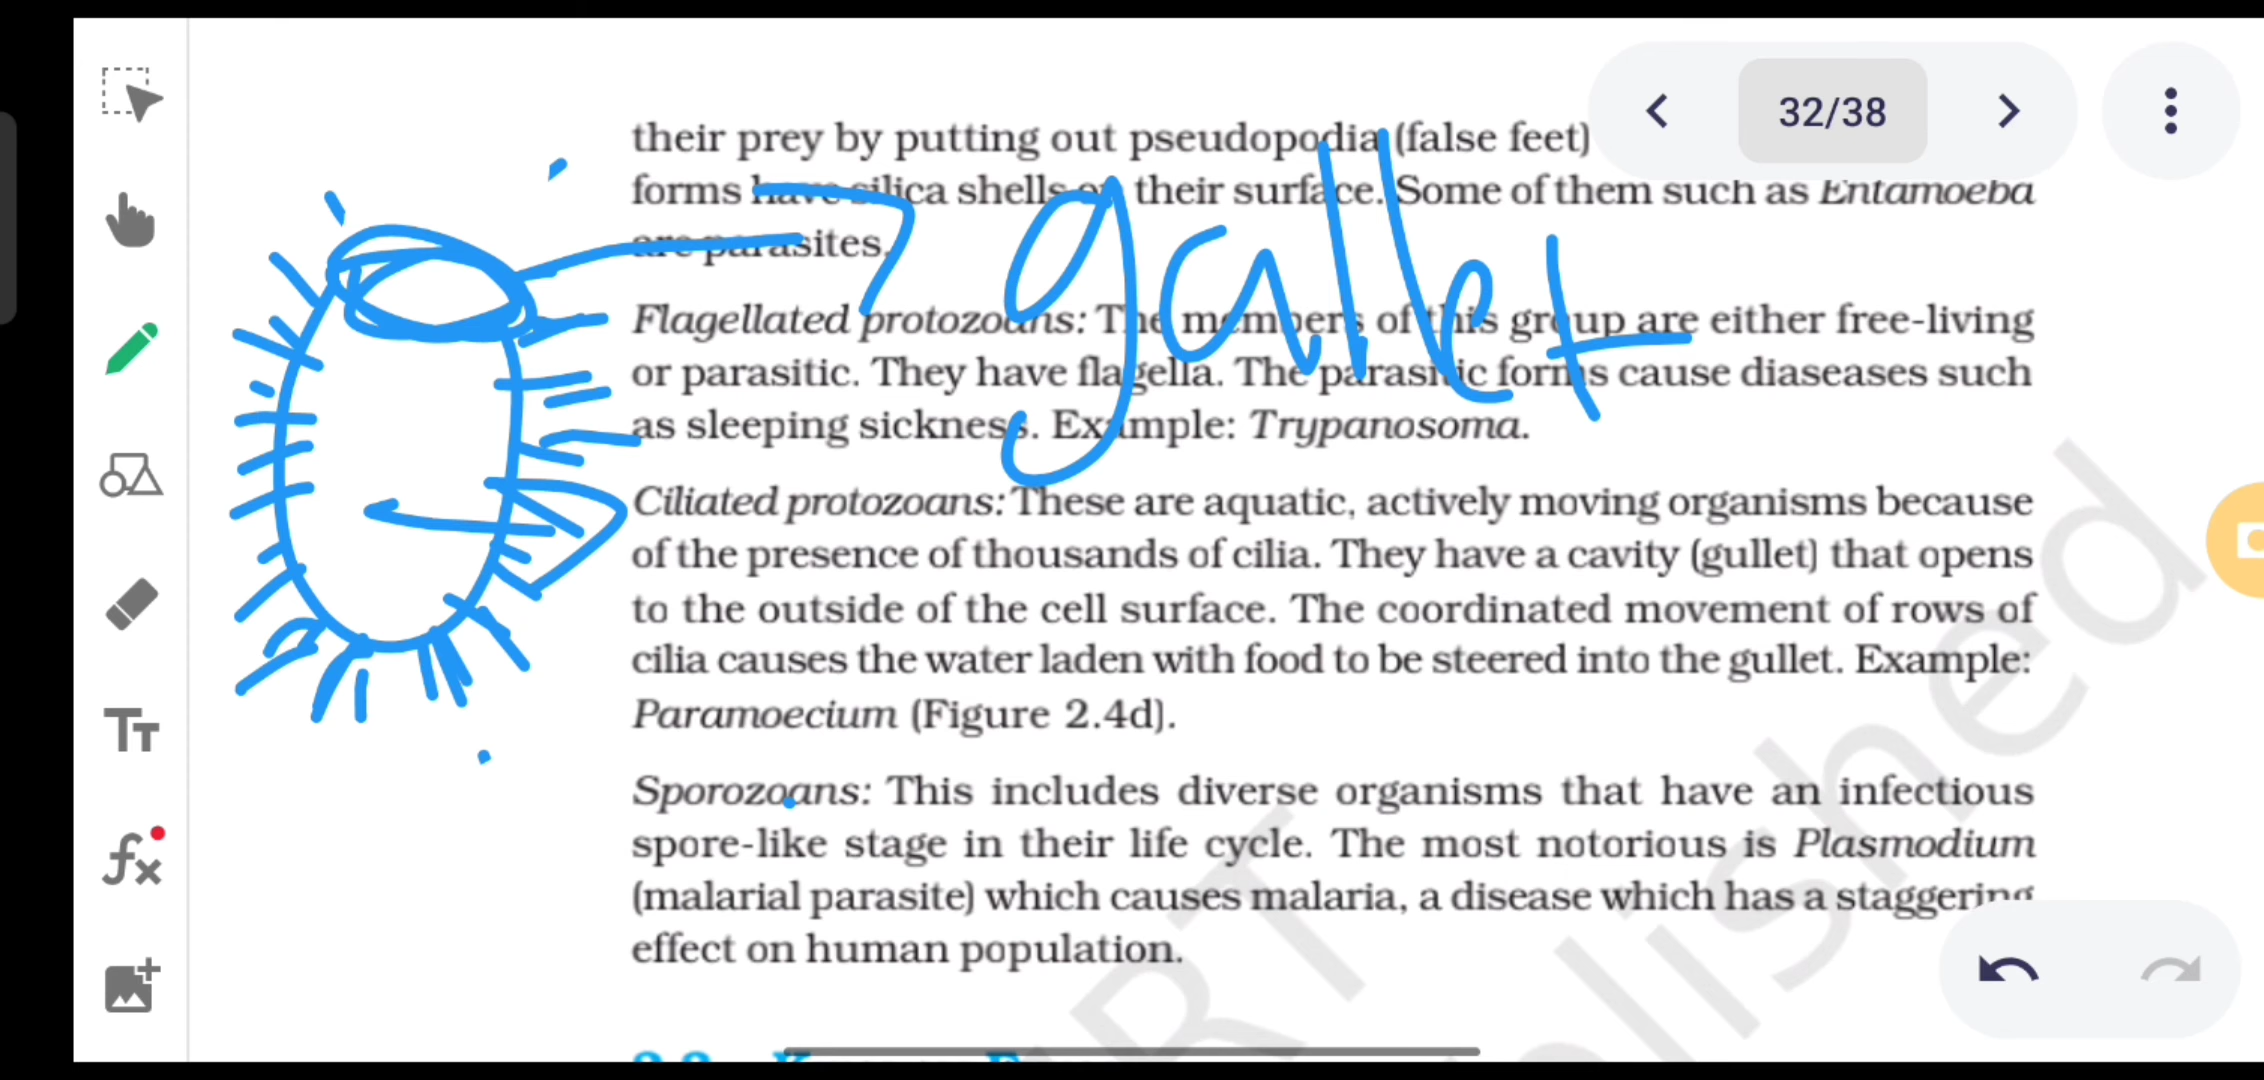 32/38
their prey by putting out pseudopodia (false feet)
forms have silica shells on their surface. Some of them such as Entamoeba
are parasites.
gallet
Flagellated protozoans: The members of this group are either free-living
or parasitic. They have flagella. The parasitic forms cause diaseases such
as sleeping sickness. Example: Trypanosoma.
Ciliated protozoans: These are aquatic, actively moving organisms because
of the presence of thousands of cilia. They have a cavity (gullet) that opens
to the outside of the cell surface. The coordinated movement of rows of
cilia causes the water laden with food to be steered into the gullet. Example:
Paramoecium (Figure 2.4d).
Sporozoans: This includes diverse organisms that have an infectious
spore-like stage in their life cycle. The most notorious is Plasmodium
(malarial parasite) which causes malaria, a disease which has a staggering
effect on human population.